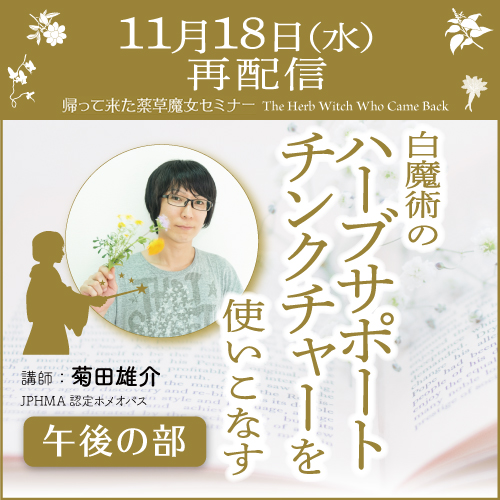 11月18日(水)
再配信
帰って来た薬草魔女セミナー The Herb Witch Who Came Back
白魔術の
ハーブサポート
チンクチャーを
使いこなす
講師：菊田雄介
JPHMA 認定ホメオパス
午後の部